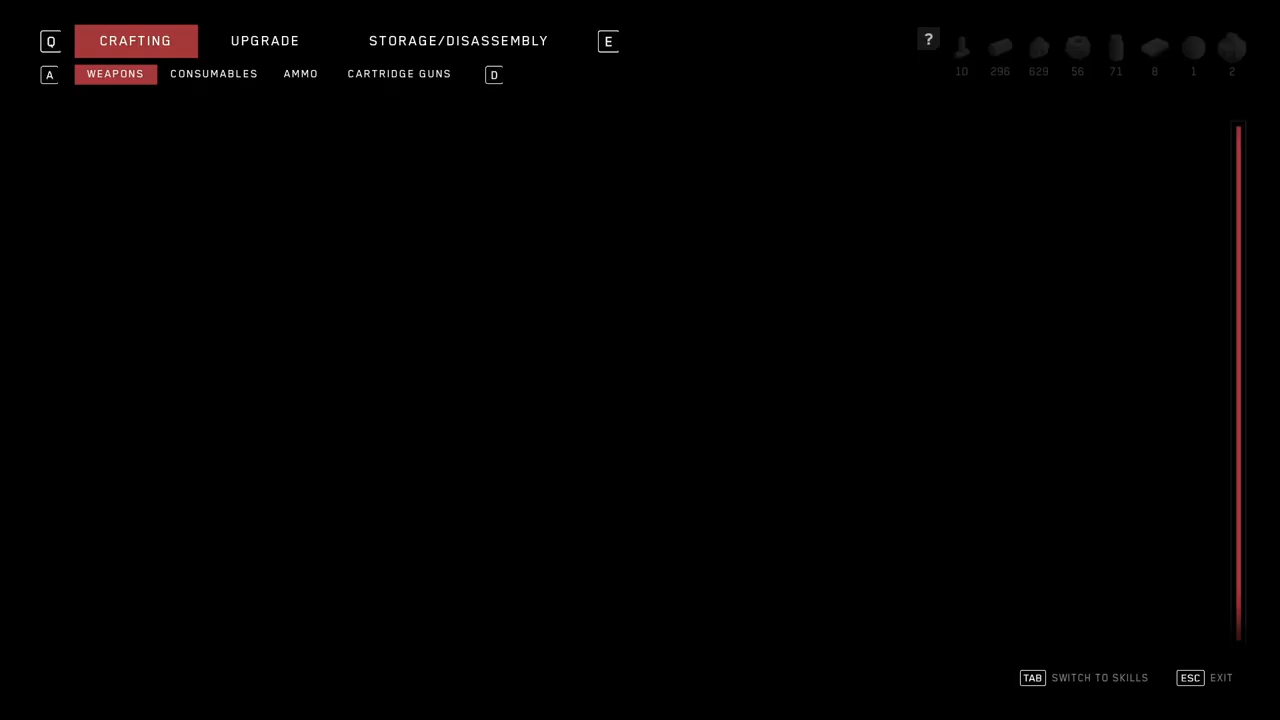 Q CRAFTING UPGRADE STORAGE/DISASSEMBLY E ?
A WEAPONS CONSUMABLES AMMO CARTRIDGE GUNS D
10 296 629 56 71 8 1 2
TAB SWITCH TO SKILLS ESC EXIT